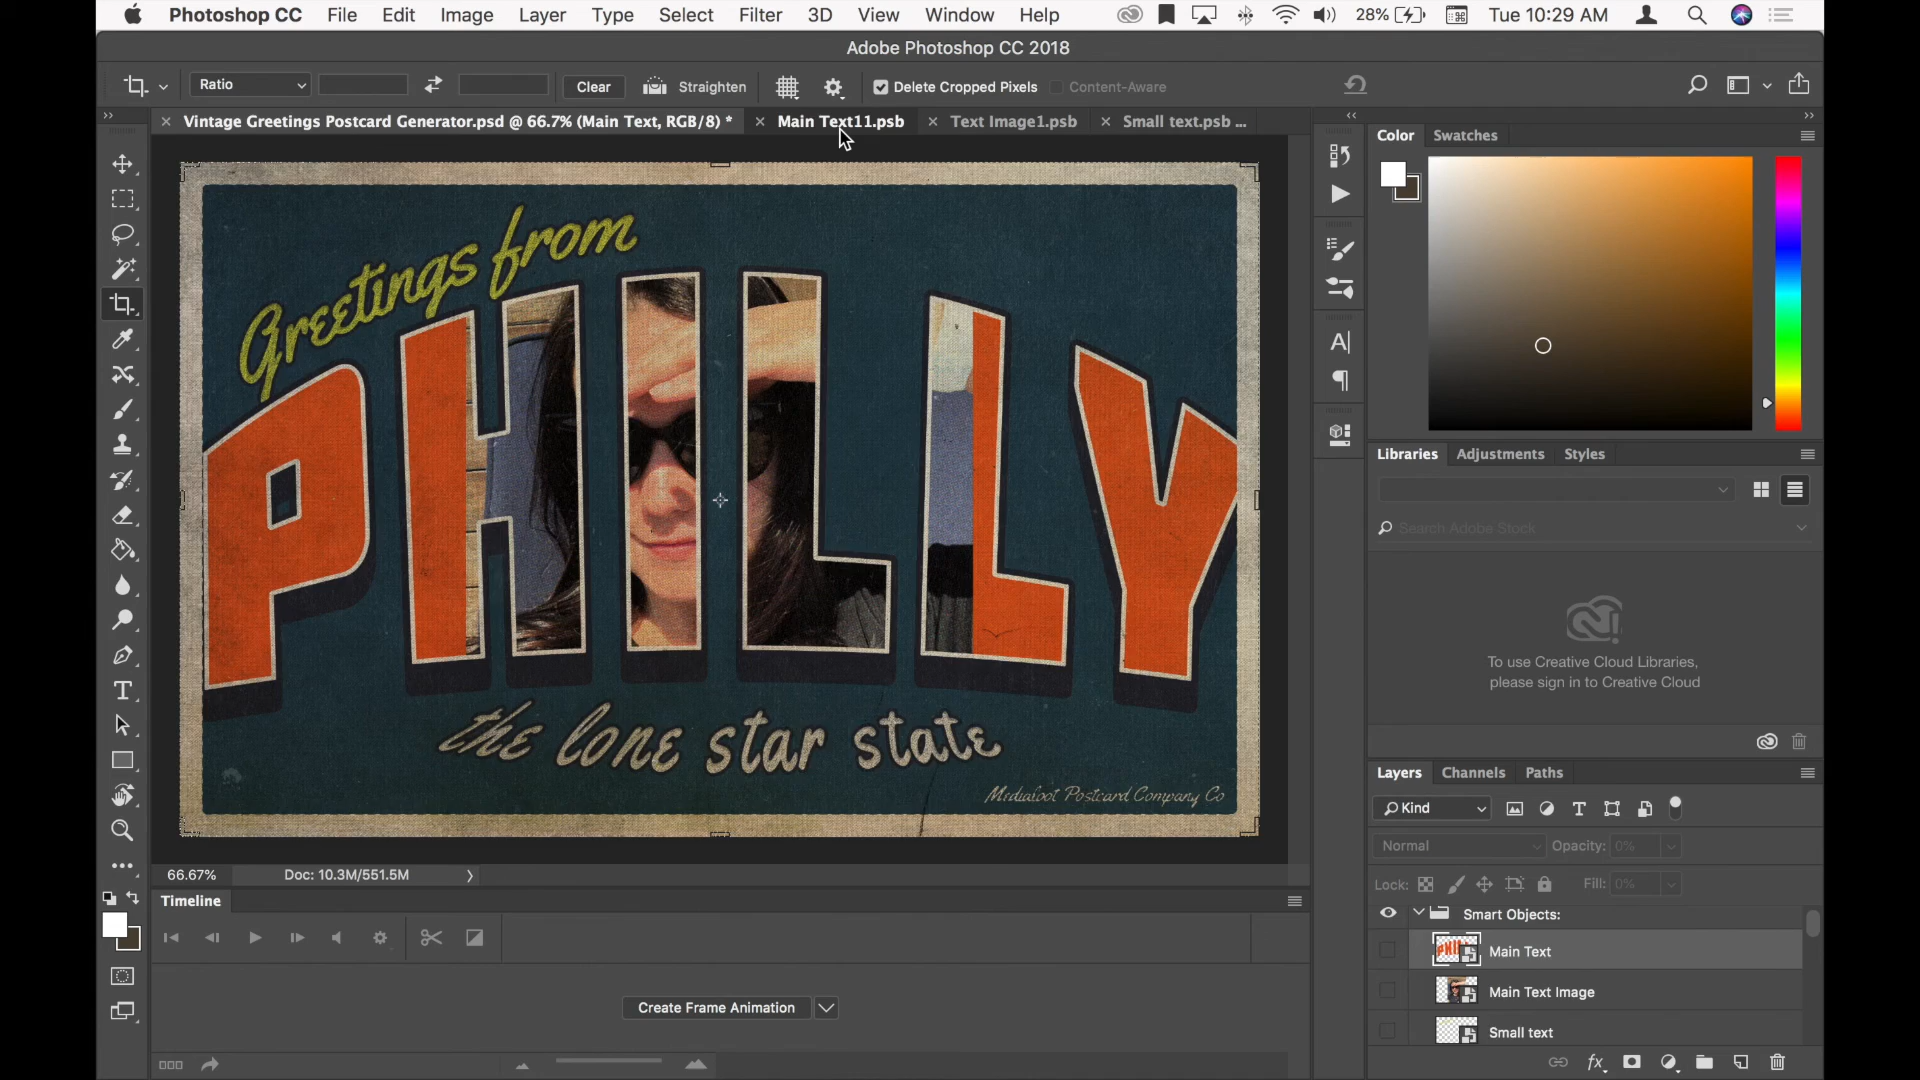 Photoshop CC File Edit Image Layer Type Select Filter 3D View Window Help 28% Tue 10:29 AM
Adobe Photoshop CC 2018
Ratio Clear Straighten Delete Cropped Pixels Content-Aware
Vintage Greetings Postcard Generator.psd @ 66.7% (Main Text, RGB/8) * Main Text11.psb Text Image1.psb Small text.psb ...
Color Swatches
Greetings from
PHILLY
the lone star state
Mediafoot Postcard Company Co
Libraries Adjustments Styles
Search Adobe Stock
To use Creative Cloud Libraries,
please sign in to Creative Cloud
Layers Channels Paths
Kind
Normal Opacity: 0%
Lock: Fill: 0%
Smart Objects:
Main Text
Main Text Image
Small text
66.67% Doc: 10.3M/551.5M
Timeline
Create Frame Animation